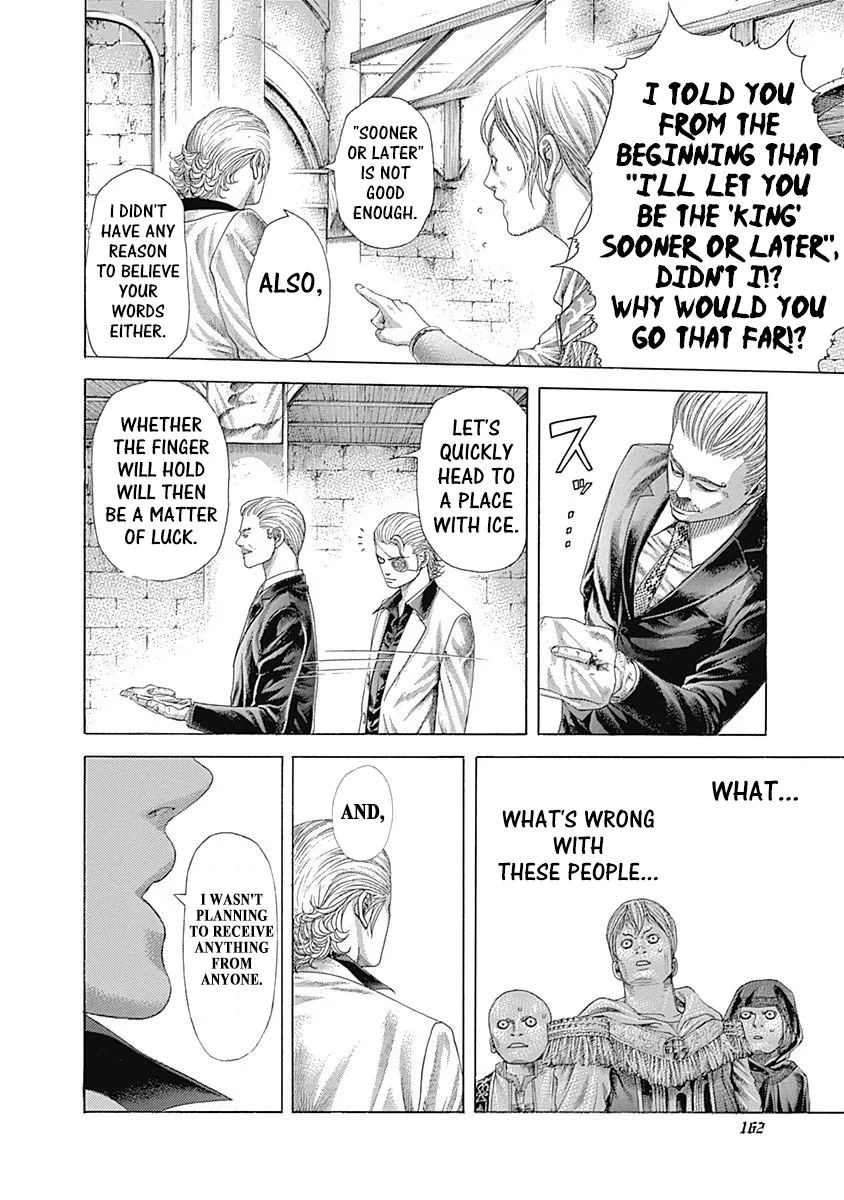 I TOLD YOU
FROM THE
BEGINNING THAT
"I'LL LET YOU
BE THE 'KING'
SOONER OR LATER",
DIDN'T I!?
WHY WOULD YOU
GO THAT FAR!?
"SOONER
OR LATER"
IS NOT
GOOD
ENOUGH.
ALSO,
I DIDN'T
HAVE ANY
REASON
TO BELIEVE
YOUR
WORDS
EITHER.
スッ…
LET'S
QUICKLY
HEAD TO
A PLACE
WITH ICE.
WHETHER
THE FINGER
WILL HOLD
WILL THEN
BE A MATTER
OF LUCK.
WHAT...
WHAT'S WRONG
WITH
THESE PEOPLE...
AND,
I WASN'T
PLANNING
TO RECEIVE
ANYTHING
FROM
ANYONE.
162